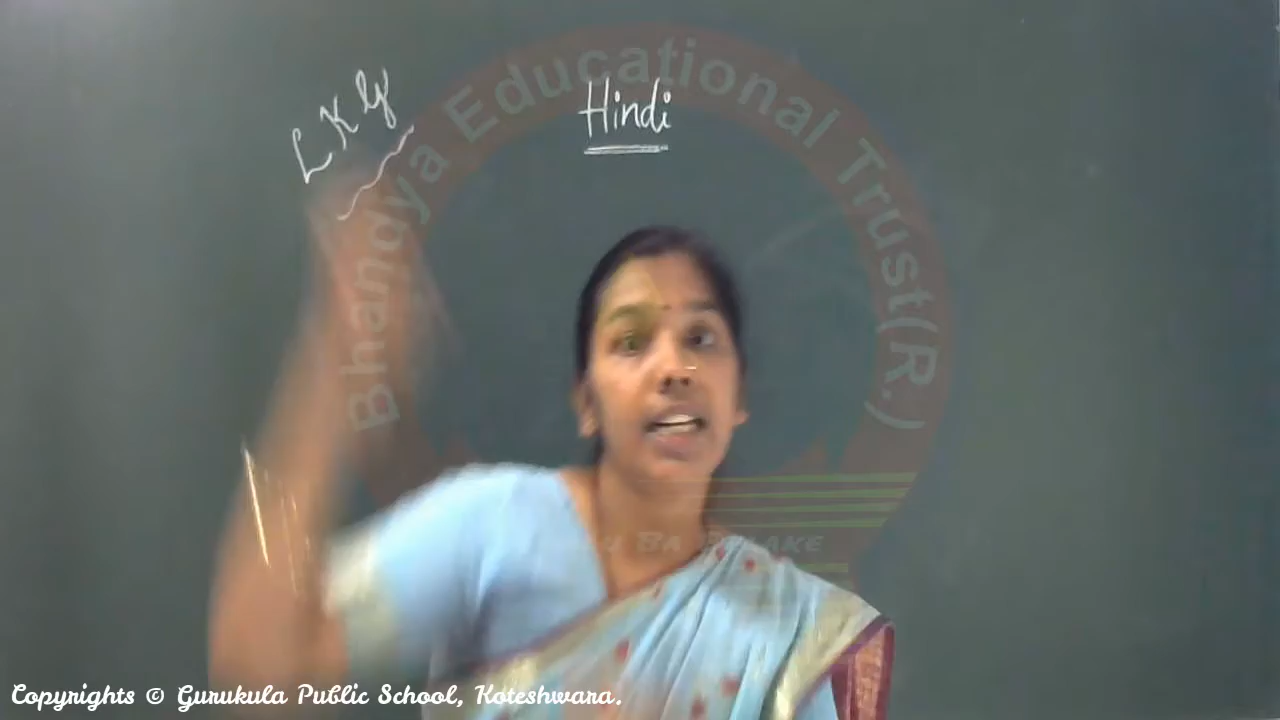 Bhandya Educational Trust(R.)
LKG
Hindi
Copyrights © Gurukula Public School, Koteshwara.